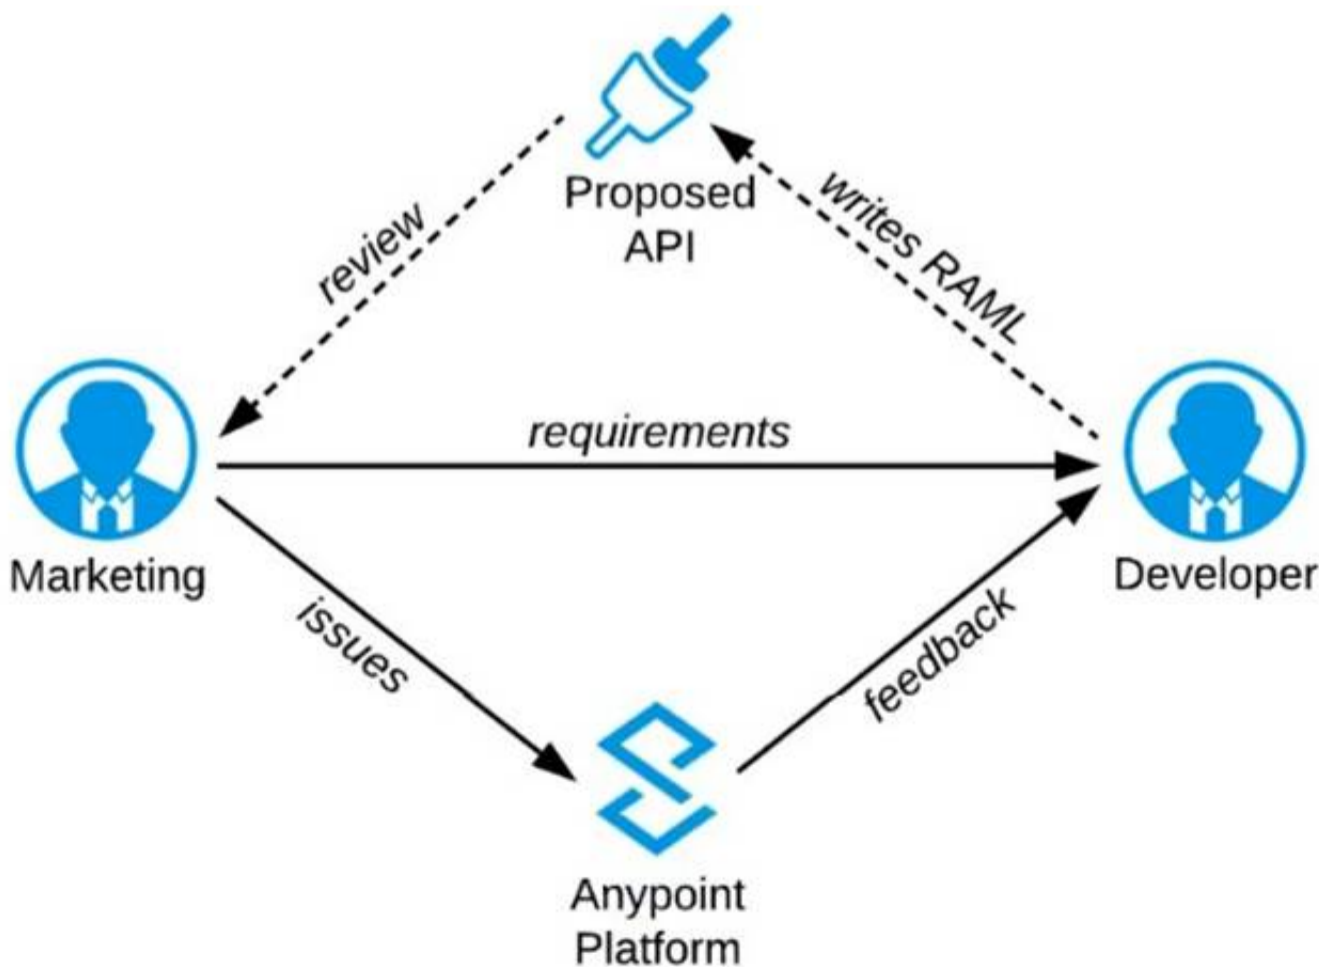 Proposed
API
review
writes RAML
requirements
Marketing
Developer
issues
feedback
Anypoint
Platform